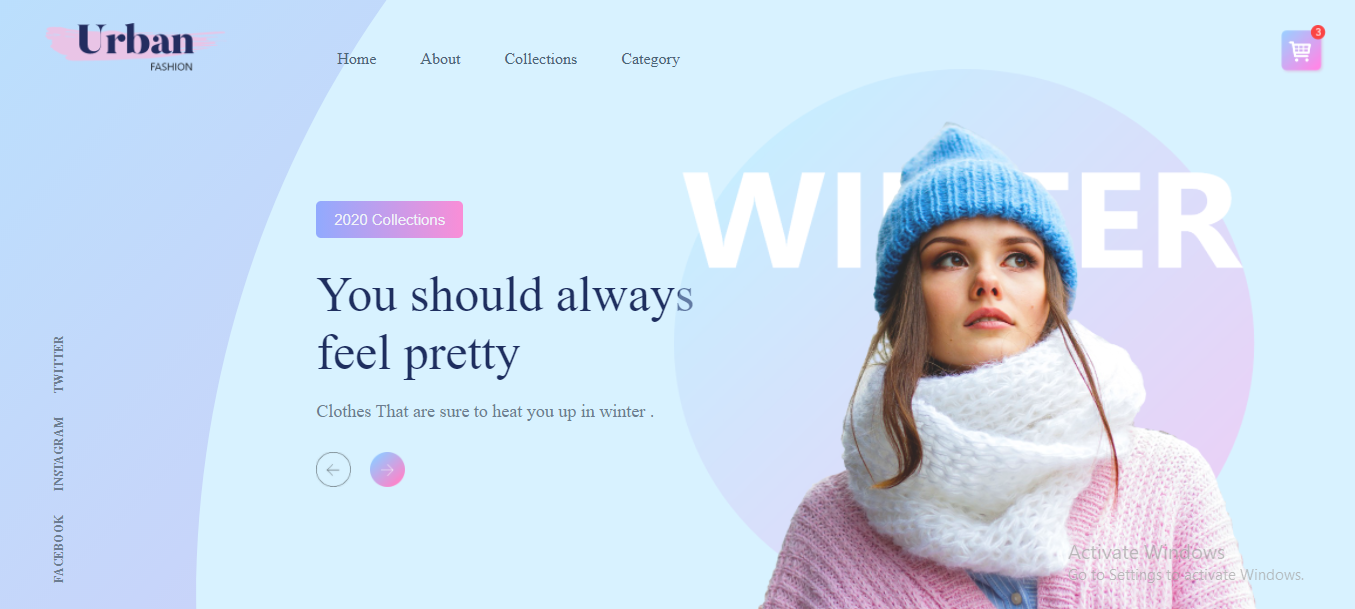 Urban
FASHION
Home
About
Collections
Category
3
WINTER
2020 Collections
You should always
feel pretty
Clothes That are sure to heat you up in winter .
TWITTER
INSTAGRAM
FACEBOOK
Activate Windows
Go to Settings to activate Windows.